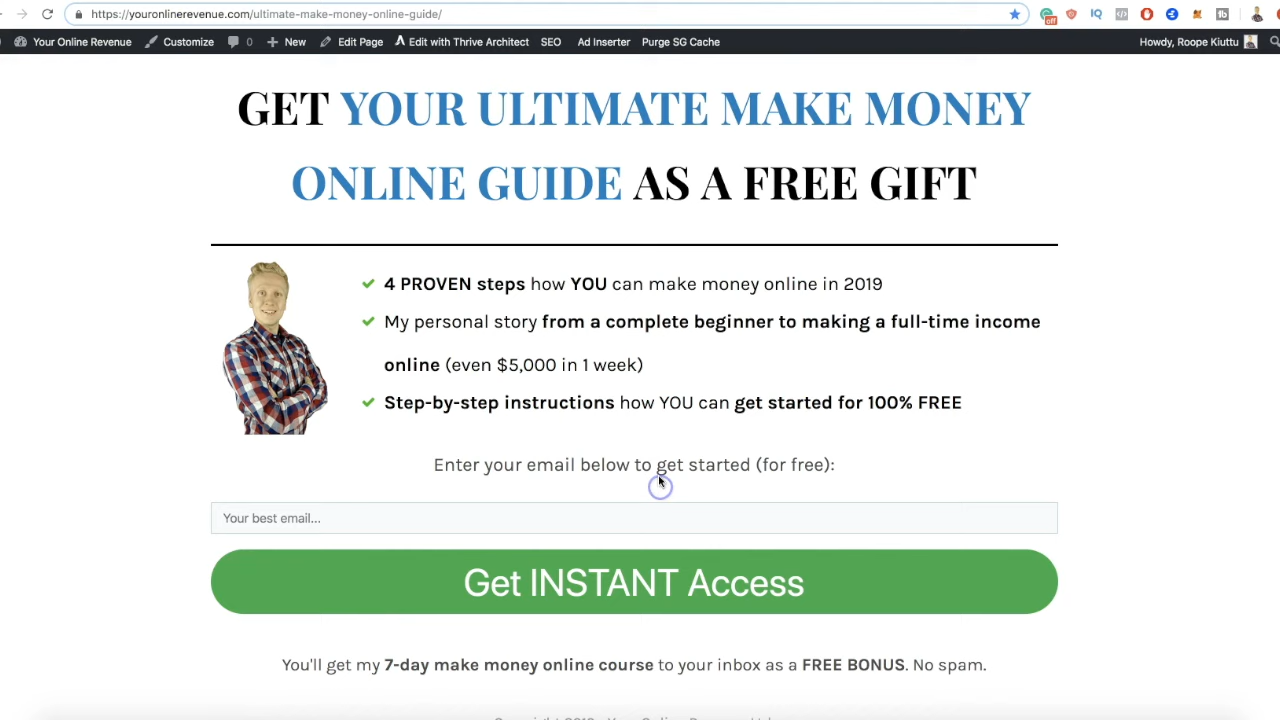 https://youronlinerevenue.com/ultimate-make-money-online-guide/
off IQ
Your Online Revenue Customize 0 New Edit Page Edit with Thrive Architect SEO Ad Inserter Purge SG Cache Howdy, Roope Kiuttu
GET YOUR ULTIMATE MAKE MONEY
ONLINE GUIDE AS A FREE GIFT
4 PROVEN steps how YOU can make money online in 2019
My personal story from a complete beginner to making a full-time income
online (even $5,000 in 1 week)
Step-by-step instructions how YOU can get started for 100% FREE
Enter your email below to get started (for free):
Your best email...
Get INSTANT Access
You'll get my 7-day make money online course to your inbox as a FREE BONUS. No spam.